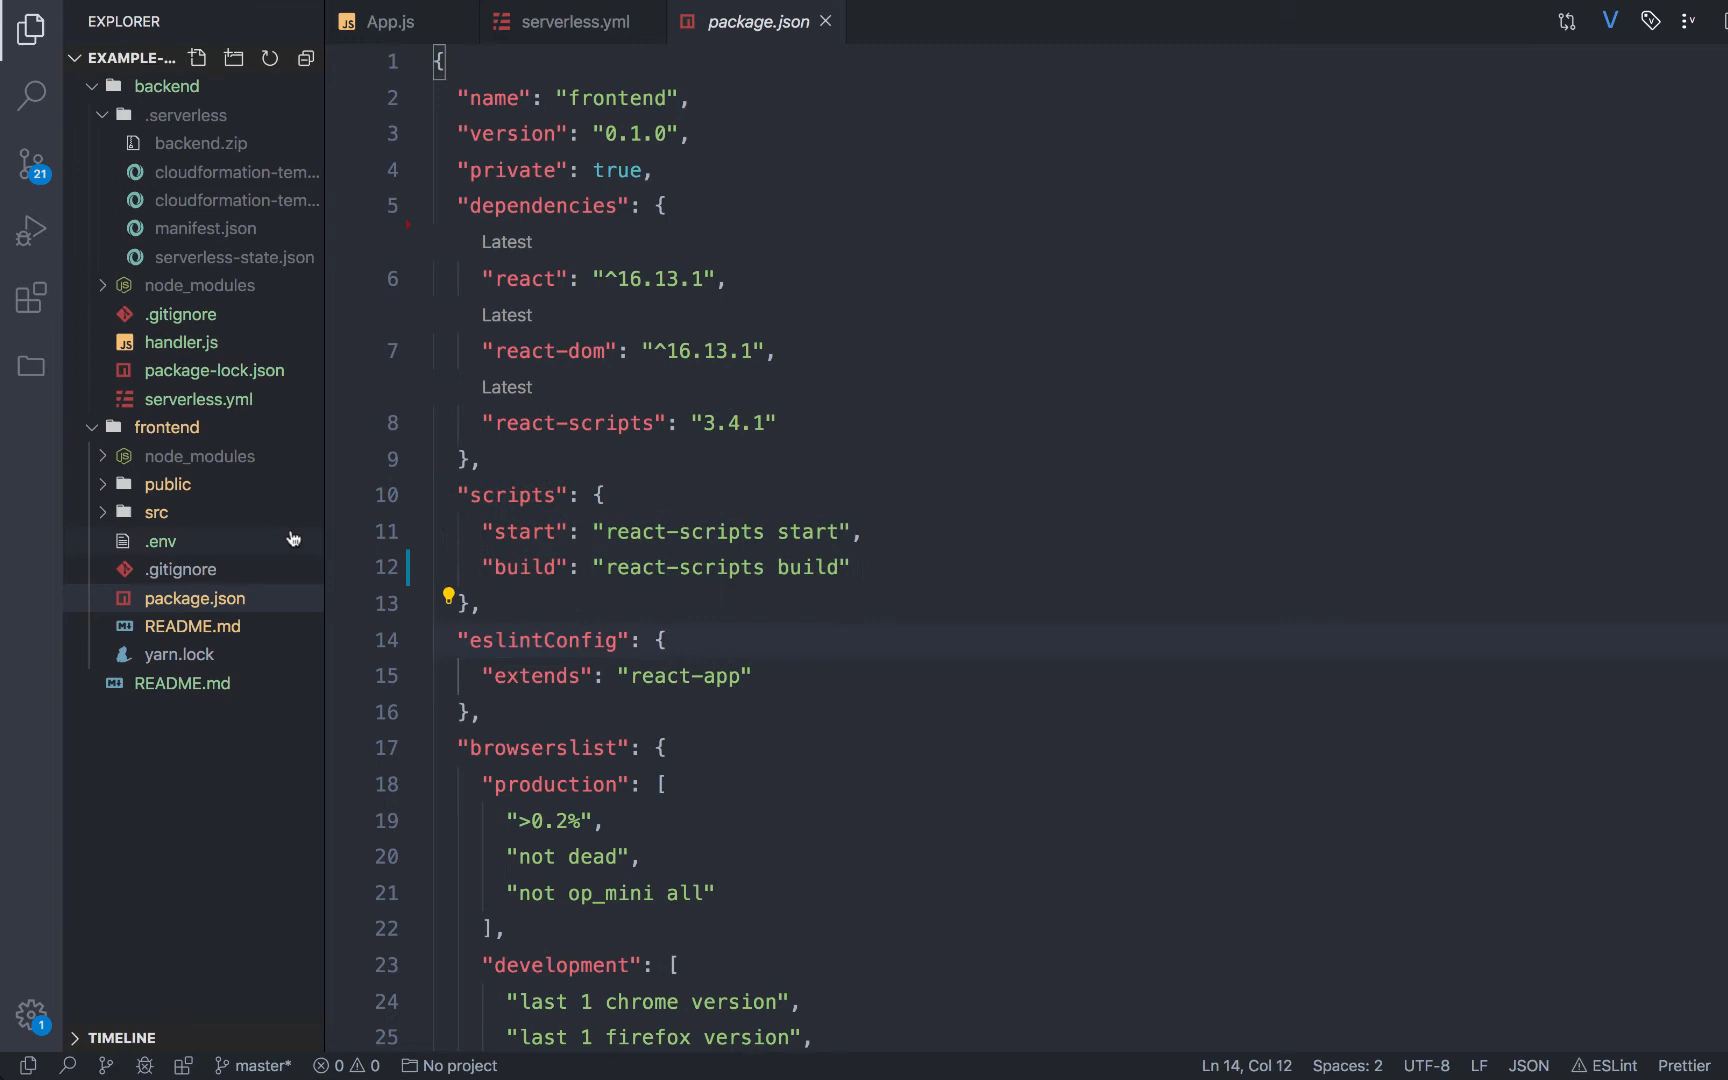 EXPLORER
EXAMPLE-...
backend
.serverless
backend.zip
cloudformation-tem...
cloudformation-tem...
manifest.json
serverless-state.json
node_modules
.gitignore
JS handler.js
package-lock.json
serverless.yml
frontend
JS node_modules
public
src
.env
.gitignore
package.json
README.md
yarn.lock
README.md
TIMELINE
21
1
JS App.js
serverless.yml
package.json
V
1 {
2 "name": "frontend",
3 "version": "0.1.0",
4 "private": true,
5 "dependencies": {
Latest
6 "react": "^16.13.1",
Latest
7 "react-dom": "^16.13.1",
Latest
8 "react-scripts": "3.4.1"
9 },
10 "scripts": {
11 "start": "react-scripts start",
12 "build": "react-scripts build"
13 },
14 "eslintConfig": {
15 "extends": "react-app"
16 },
17 "browserslist": {
18 "production": [
19 ">0.2%",
20 "not dead",
21 "not op_mini all"
22 ],
23 "development": [
24 "last 1 chrome version",
25 "last 1 firefox version",
master* 0 0 No project Ln 14, Col 12 Spaces: 2 UTF-8 LF JSON ESLint Prettier